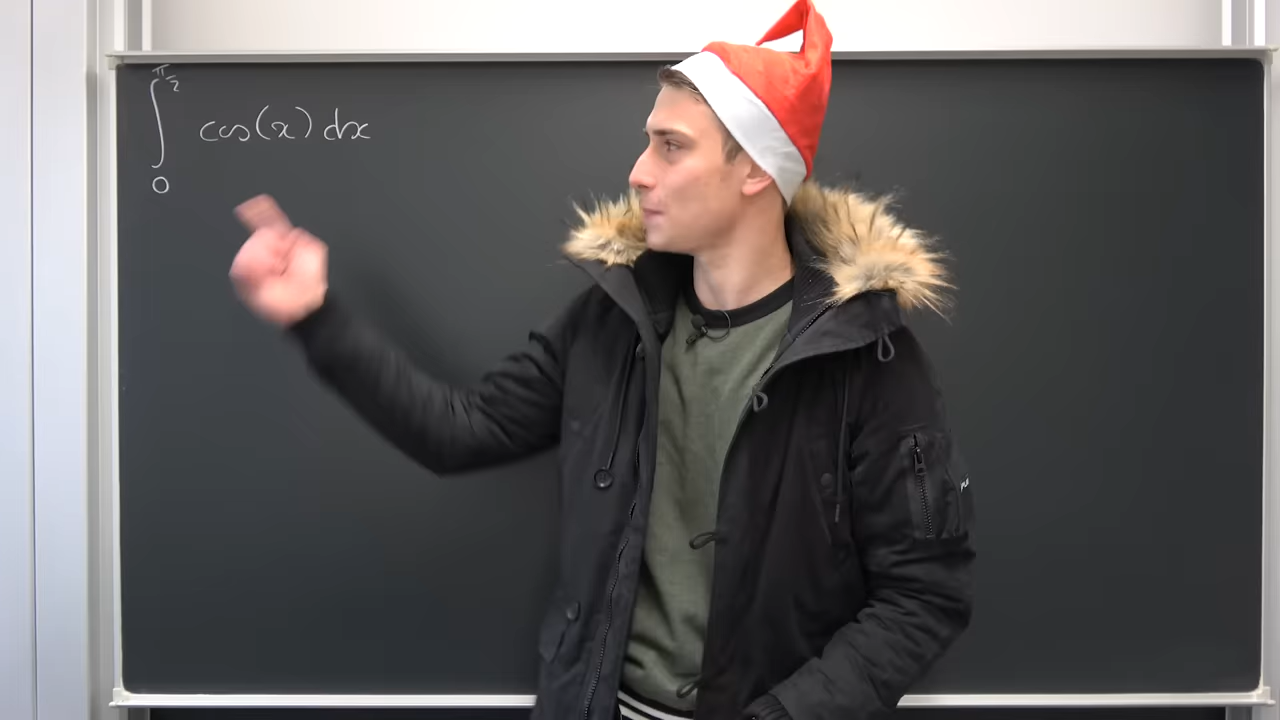 ∫₀^(π/2) cos(x) dx